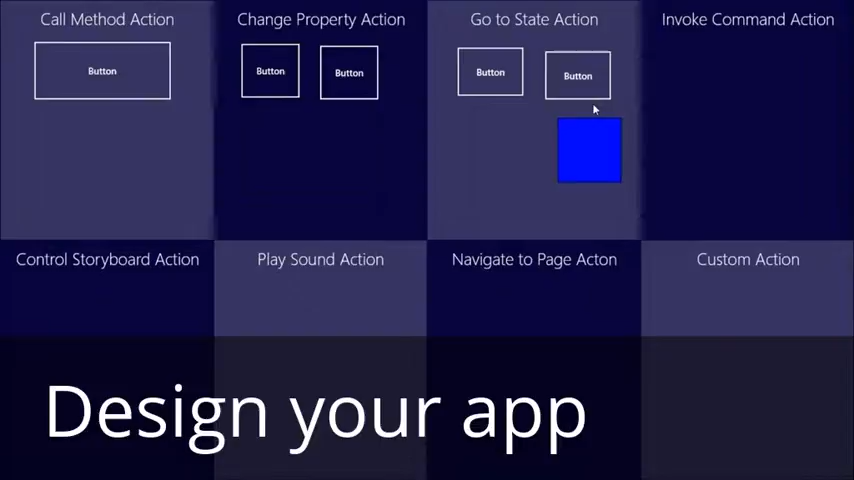 Call Method Action
Change Property Action
Go to State Action
Invoke Command Action
Button
Button
Button
Button
Button
Control Storyboard Action
Play Sound Action
Navigate to Page Acton
Custom Action
Design your app